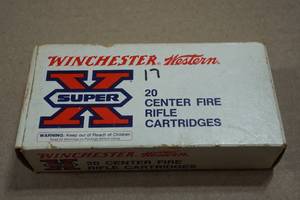 WINCHESTER Western
17
X
SUPER
20
CENTER FIRE
RIFLE
CARTRIDGES
WARNING: Keep out of Reach of Children
WINCHESTER Western
X
20 CENTER FIRE
RIFLE CARTRIDGES